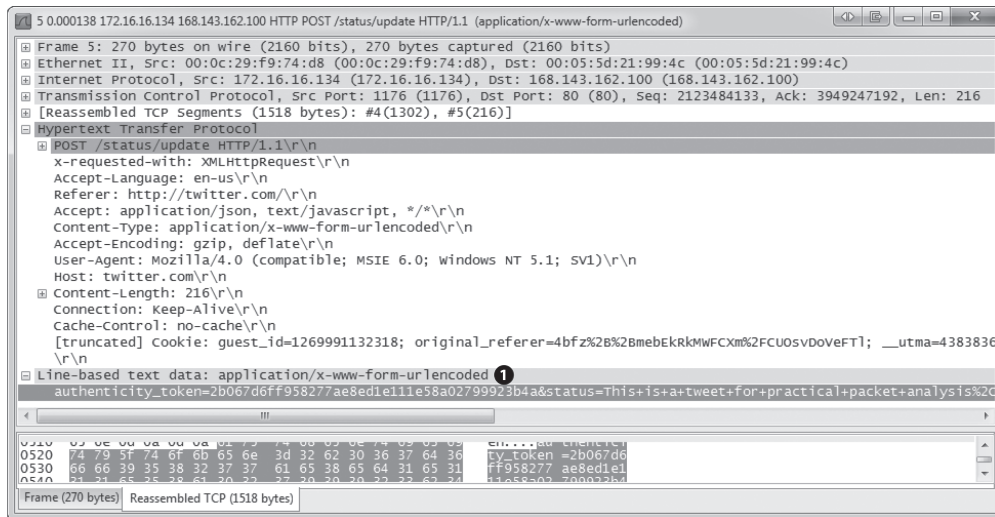 5 0.000138 172.16.16.134 168.143.162.100 HTTP POST /status/update HTTP/1.1 (application/x-www-form-urlencoded)
Frame 5: 270 bytes on wire (2160 bits), 270 bytes captured (2160 bits)
Ethernet II, Src: 00:0c:29:f9:74:d8 (00:0c:29:f9:74:d8), Dst: 00:05:5d:21:99:4c (00:05:5d:21:99:4c)
Internet Protocol, Src: 172.16.16.134 (172.16.16.134), Dst: 168.143.162.100 (168.143.162.100)
Transmission Control Protocol, Src Port: 1176 (1176), Dst Port: 80 (80), Seq: 2123484133, Ack: 3949247192, Len: 216
[Reassembled TCP Segments (1518 bytes): #4(1302), #5(216)]
Hypertext Transfer Protocol
POST /status/update HTTP/1.1\r\n
x-requested-with: XMLHttpRequest\r\n
Accept-Language: en-us\r\n
Referer: http://twitter.com/\r\n
Accept: application/json, text/javascript, */*\r\n
Content-Type: application/x-www-form-urlencoded\r\n
Accept-Encoding: gzip, deflate\r\n
User-Agent: Mozilla/4.0 (compatible; MSIE 6.0; Windows NT 5.1; SV1)\r\n
Host: twitter.com\r\n
Content-Length: 216\r\n
Connection: Keep-Alive\r\n
Cache-Control: no-cache\r\n
[truncated] Cookie: guest_id=1269991132318; original_referer=4bfz%2B%2BmebEkRkMWFCXm%2FCUOsvDoVeFTl; __utma=4383836
\r\n
Line-based text data: application/x-www-form-urlencoded 1
authenticity_token=2b067d6ff958277ae8ed1e111e58a02799923b4a&status=This+is+a+tweet+for+practical+packet+analysis%2C
0520 74 79 5f 74 6f 6b 65 6e 3d 32 62 30 36 37 64 36 ty_token =2b067d6
0530 66 66 39 35 38 32 37 37 61 65 38 65 64 31 65 31 ff958277 ae8ed1e1
Frame (270 bytes) Reassembled TCP (1518 bytes)